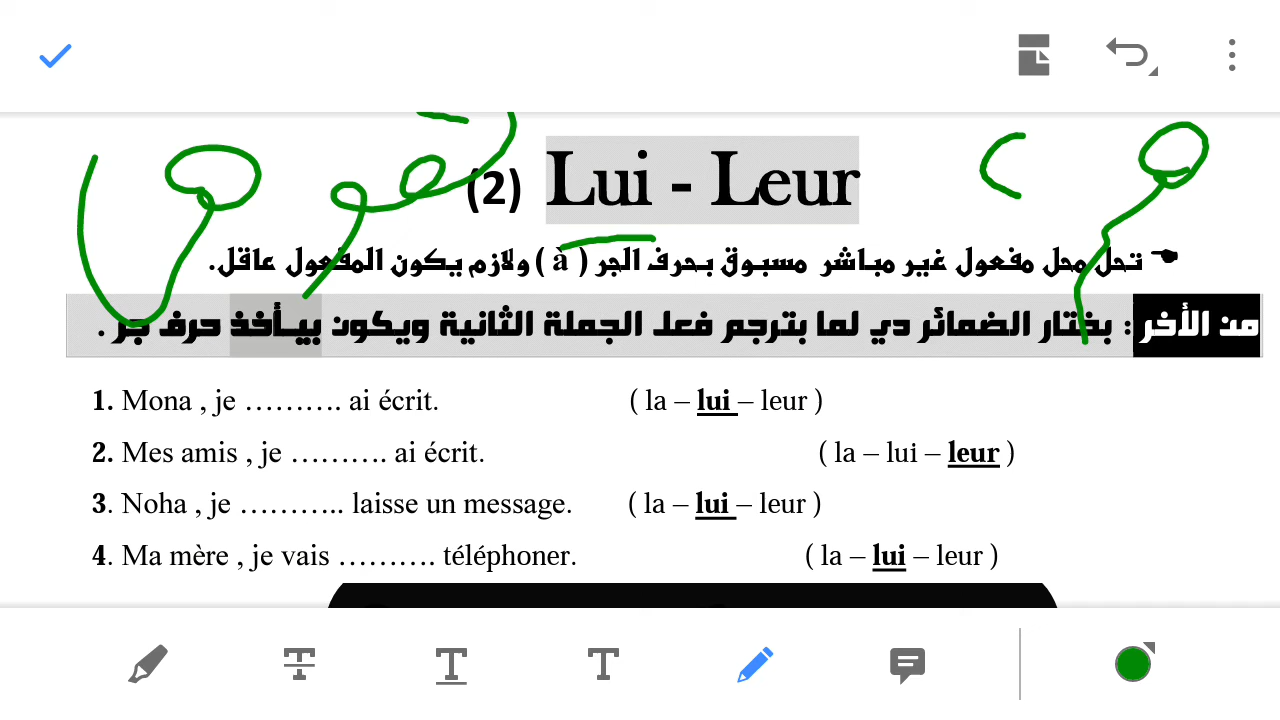 (2) Lui - Leur
☚ تحل محل مفعول غير مباشر مسبوق بحرف الجر ( à ) ولازم يكون المفعول عاقل.
من الأخر : بختار الضمائر دي لما بترجم فعل الجملة الثانية ويكون بيـأخذ حرف جر .
1. Mona , je ………. ai écrit. ( la – lui – leur )
2. Mes amis , je ………. ai écrit. ( la – lui – leur )
3. Noha , je ……….. laisse un message. ( la – lui – leur )
4. Ma mère , je vais ………. téléphoner. ( la – lui – leur )